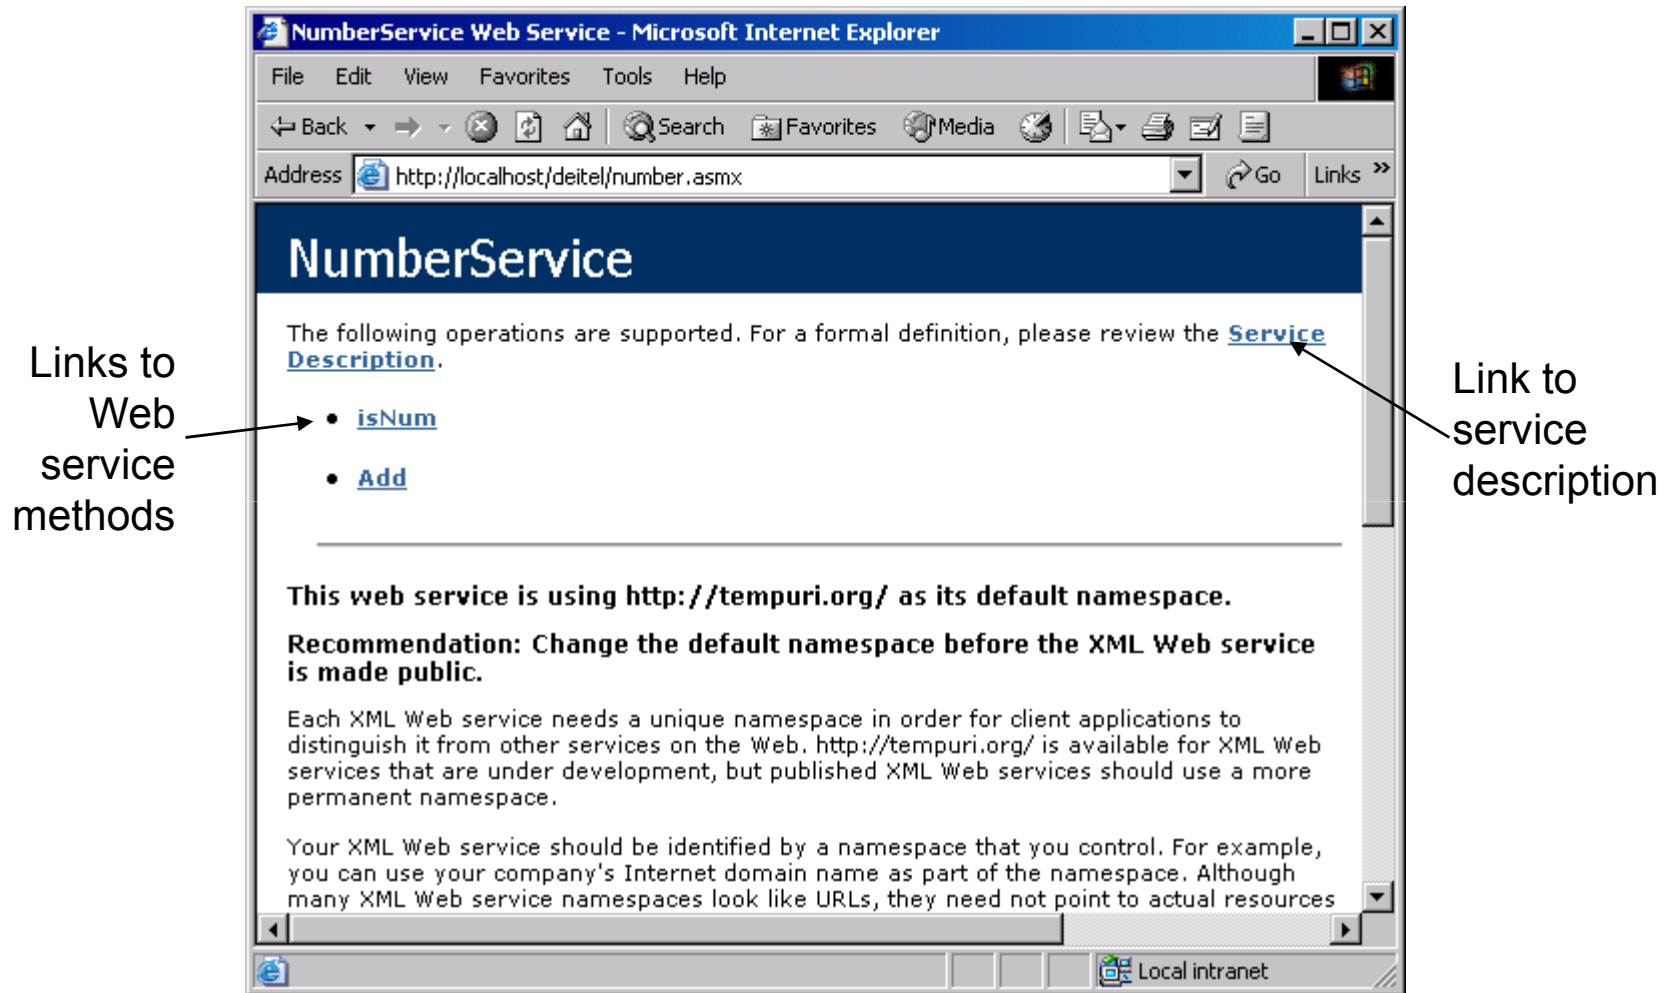 NumberService Web Service - Microsoft Internet Explorer
File Edit View Favorites Tools Help
Back Search Favorites Media
Address http://localhost/deitel/number.asmx Go Links »
NumberService
The following operations are supported. For a formal definition, please review the Service
Description.
• isNum
• Add
This web service is using http://tempuri.org/ as its default namespace.
Recommendation: Change the default namespace before the XML Web service
is made public.
Each XML Web service needs a unique namespace in order for client applications to
distinguish it from other services on the Web. http://tempuri.org/ is available for XML Web
services that are under development, but published XML Web services should use a more
permanent namespace.
Your XML Web service should be identified by a namespace that you control. For example,
you can use your company's Internet domain name as part of the namespace. Although
many XML Web service namespaces look like URLs, they need not point to actual resources
Local intranet
Links to
Web
service
methods
Link to
service
description